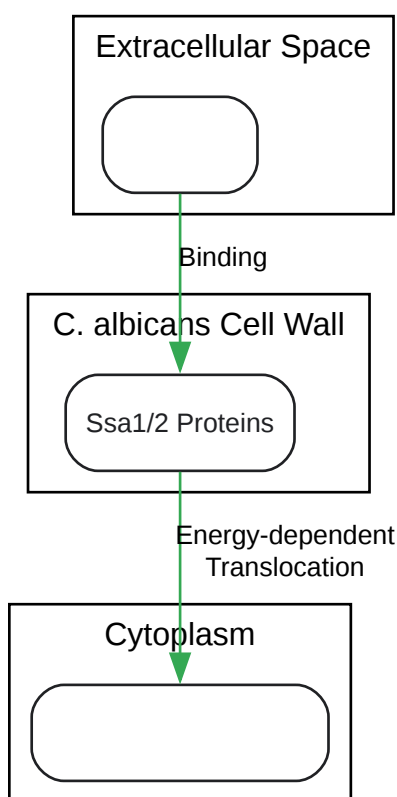 Extracellular Space
Binding
C. albicans Cell Wall
Ssa1/2 Proteins
Energy-dependent
Translocation
Cytoplasm